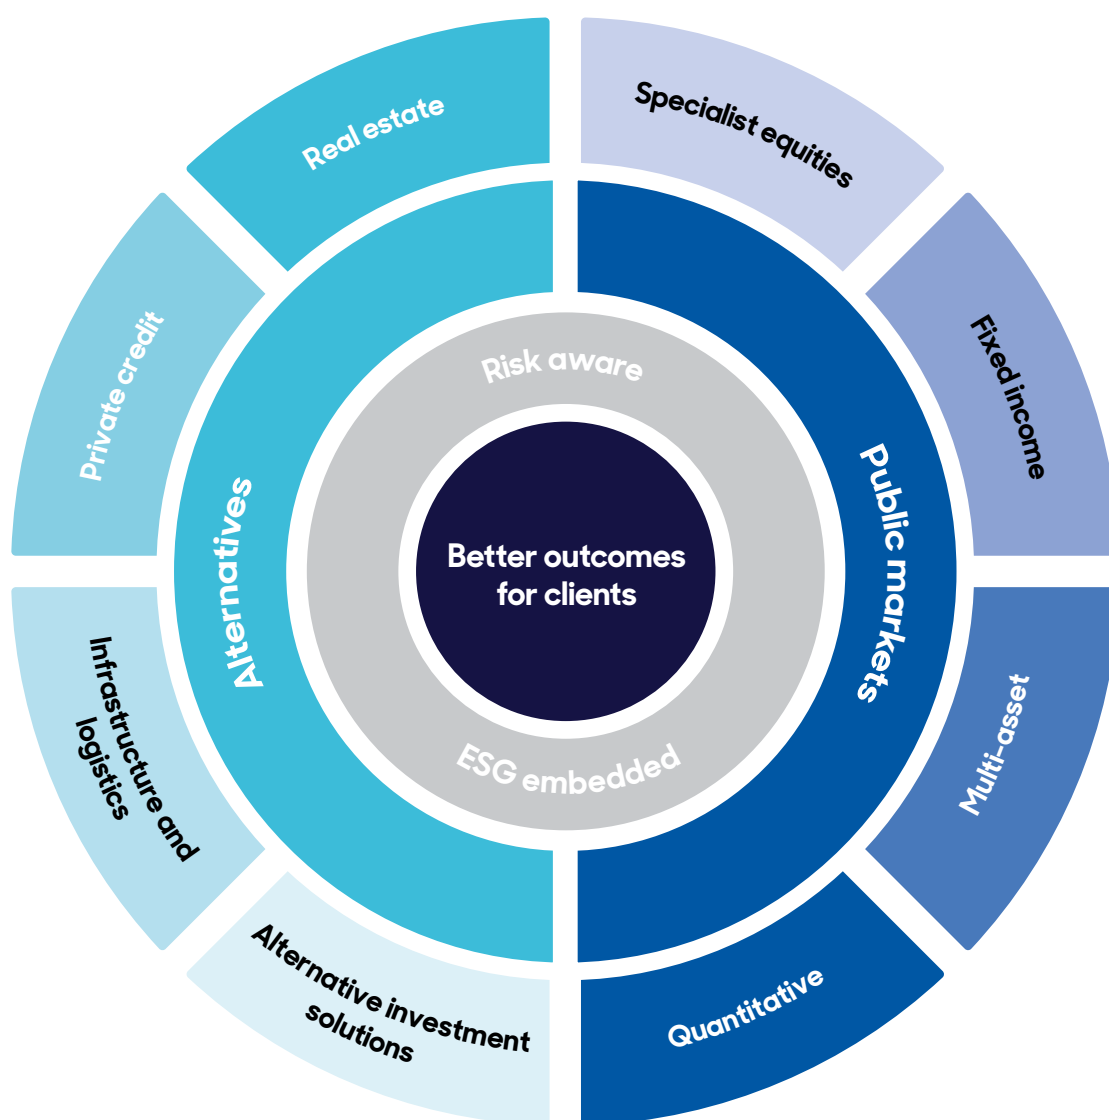 Real estate
Specialist equities
Private credit
Fixed income
Risk aware
Alternatives
Public markets
Better outcomes
for clients
Infrastructure and
logistics
Multi-asset
ESG embedded
Alternative investment
solutions
Quantitative